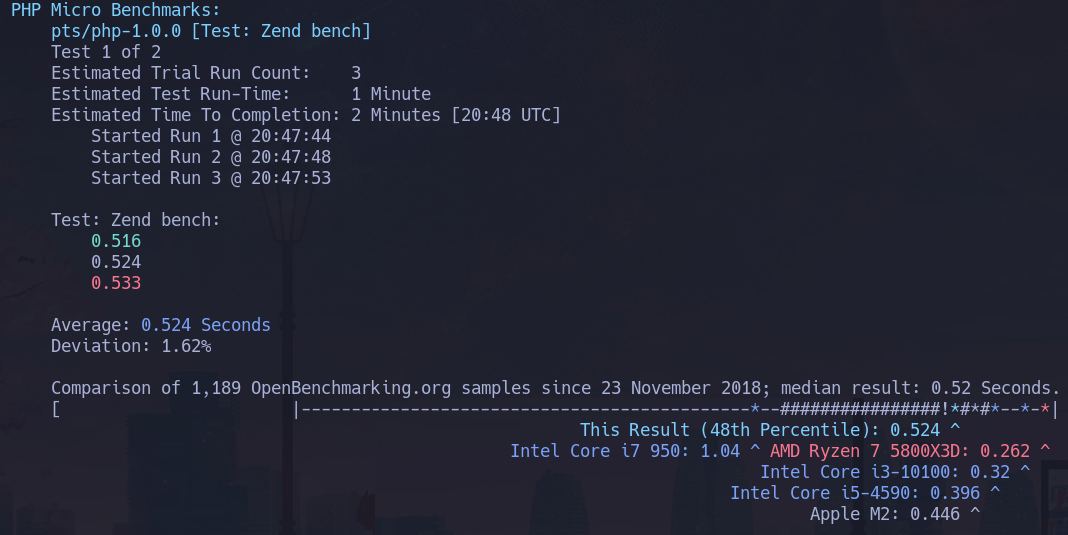 PHP Micro Benchmarks:
    pts/php-1.0.0 [Test: Zend bench]
    Test 1 of 2
    Estimated Trial Run Count:    3
    Estimated Test Run-Time:      1 Minute
    Estimated Time To Completion: 2 Minutes [20:48 UTC]
        Started Run 1 @ 20:47:44
        Started Run 2 @ 20:47:48
        Started Run 3 @ 20:47:53

    Test: Zend bench:
        0.516
        0.524
        0.533

    Average: 0.524 Seconds
    Deviation: 1.62%

    Comparison of 1,189 OpenBenchmarking.org samples since 23 November 2018; median result: 0.52 Seconds.
    [                       |---------------------------------------------*--################!*#*#*--*-*|
                                                         This Result (48th Percentile): 0.524 ^
                                                  Intel Core i7 950: 1.04 ^ AMD Ryzen 7 5800X3D: 0.262 ^
                                                                           Intel Core i3-10100: 0.32 ^
                                                                        Intel Core i5-4590: 0.396 ^
                                                                                Apple M2: 0.446 ^